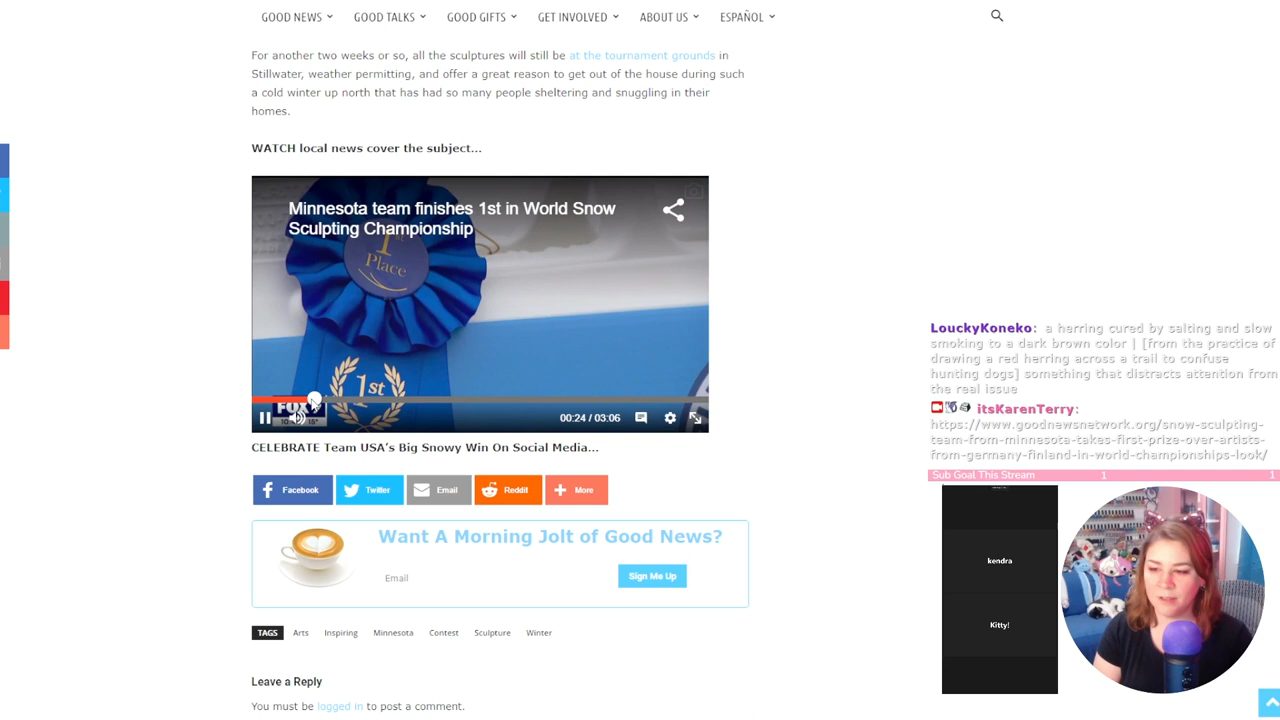 GOOD NEWS GOOD TALKS GOOD GIFTS GET INVOLVED ABOUT US ESPAÑOL
For another two weeks or so, all the sculptures will still be at the tournament grounds in
Stillwater, weather permitting, and offer a great reason to get out of the house during such
a cold winter up north that has had so many people sheltering and snuggling in their
homes.
WATCH local news cover the subject...
Minnesota team finishes 1st in World Snow
Sculpting Championship
1st
Place
1st
FOX
00:24 / 03:06
CELEBRATE Team USA's Big Snowy Win On Social Media...
Facebook Twitter Email Reddit More
Want A Morning Jolt of Good News?
Email
Sign Me Up
TAGS Arts Inspiring Minnesota Contest Sculpture Winter
Leave a Reply
You must be logged in to post a comment.
LouckyKoneko: a herring cured by salting and slow
smoking to a dark brown color | [from the practice of
drawing a red herring across a trail to confuse
hunting dogs] something that distracts attention from
the real issue
itsKarenTerry:
https://www.goodnewsnetwork.org/snow-sculpting-
team-from-minnesota-takes-first-prize-over-artists-
from-germany-finland-in-world-championships-look/
Sub Goal This Stream 1 1
kendra
Kitty!